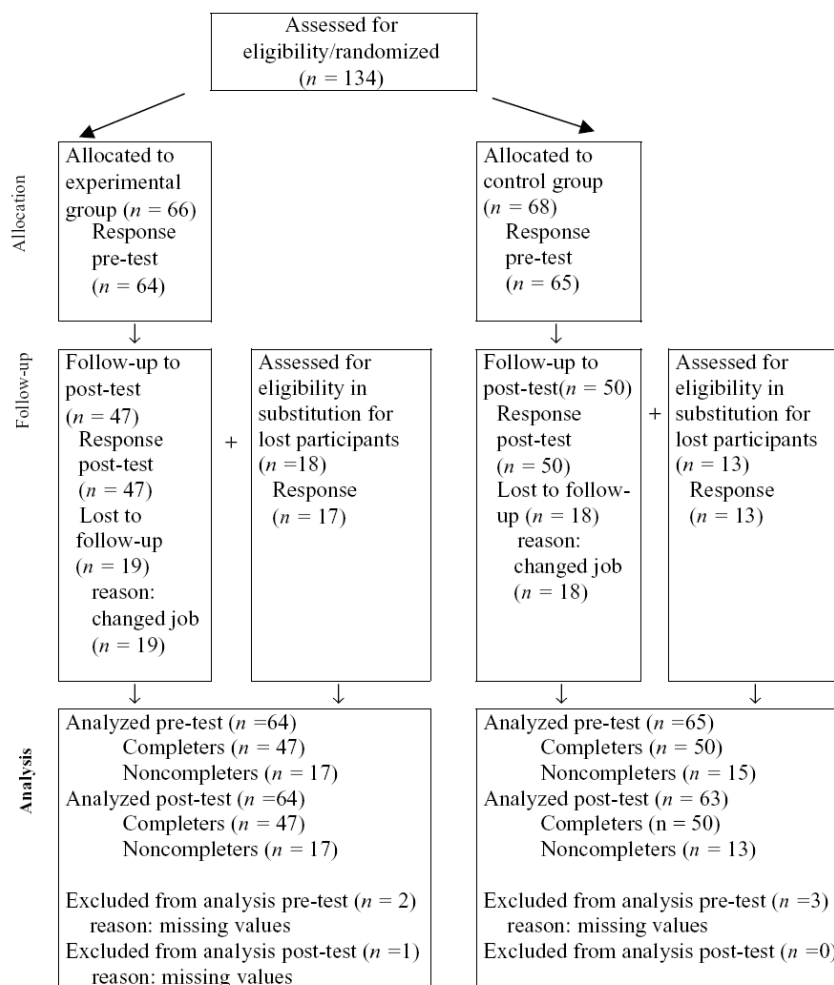 Assessed for
eligibility/randomized
(n = 134)
Allocation
Allocated to
experimental
group (n = 66)
Response
pre-test
(n = 64)
Allocated to
control group
(n = 68)
Response
pre-test
(n = 65)
↓
↓
Follow-up
Follow-up to
post-test
(n = 47)
Response
post-test
(n = 47)
Lost to
follow-up
(n = 19)
reason:
changed job
(n = 19)
+
Assessed for
eligibility in
substitution for
lost participants
(n =18)
Response
(n = 17)
Follow-up to
post-test(n = 50)
Response
post-test
(n = 50)
Lost to follow-
up (n = 18)
reason:
changed job
(n = 18)
+
Assessed for
eligibility in
substitution for
lost participants
(n = 13)
Response
(n = 13)
↓
↓
↓
↓
Analysis
Analyzed pre-test (n =64)
Completers (n = 47)
Noncompleters (n = 17)
Analyzed post-test (n =64)
Completers (n = 47)
Noncompleters (n = 17)
Excluded from analysis pre-test (n = 2)
reason: missing values
Excluded from analysis post-test (n =1)
reason: missing values
Analyzed pre-test (n =65)
Completers (n = 50)
Noncompleters (n = 15)
Analyzed post-test (n = 63)
Completers (n = 50)
Noncompleters (n = 13)
Excluded from analysis pre-test (n =3)
reason: missing values
Excluded from analysis post-test (n =0)